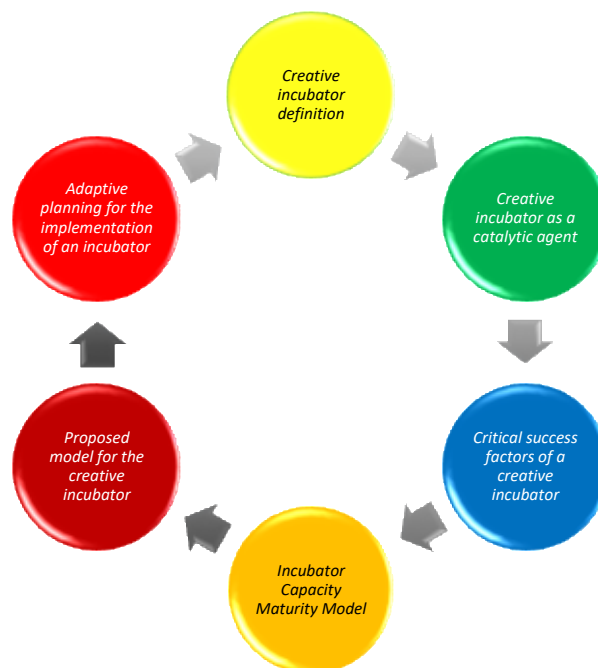 Creative
incubator
definition
Creative
incubator as a
catalytic agent
Critical success
factors of a
creative
incubator
Incubator
Capacity
Maturity Model
Proposed
model for the
creative
incubator
Adaptive
planning for the
implementation
of an incubator